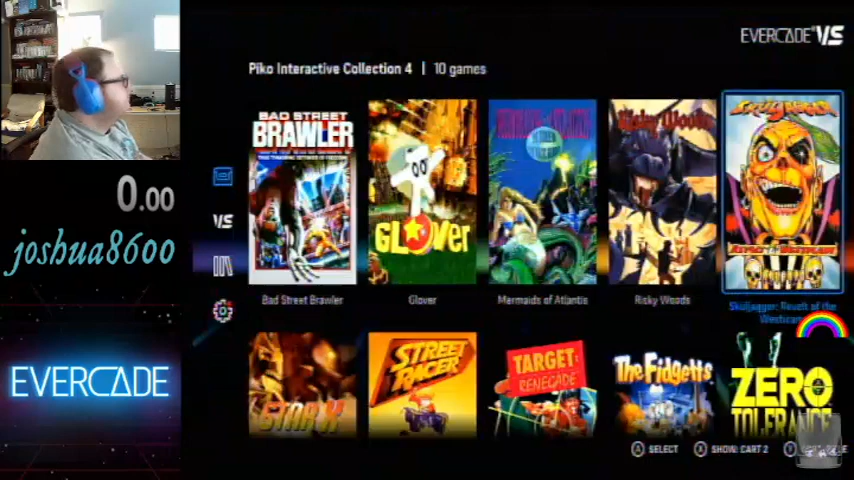 EVERCADE VS
Piko Interactive Collection 4 | 10 games
0.00
joshua8600
EVERCADE
VS
BAD STREET
BRAWLER
GLOVER
Risky Woods
Bad Street Brawler
Glover
Mermaids of Atlantis
Risky Woods
Skuljagger: Revolt of the
STREET
RACER
TARGET:
RENEGADE
The Fidgetts
ZERO
TOLERANCE
SELECT
SHOW: CART 2